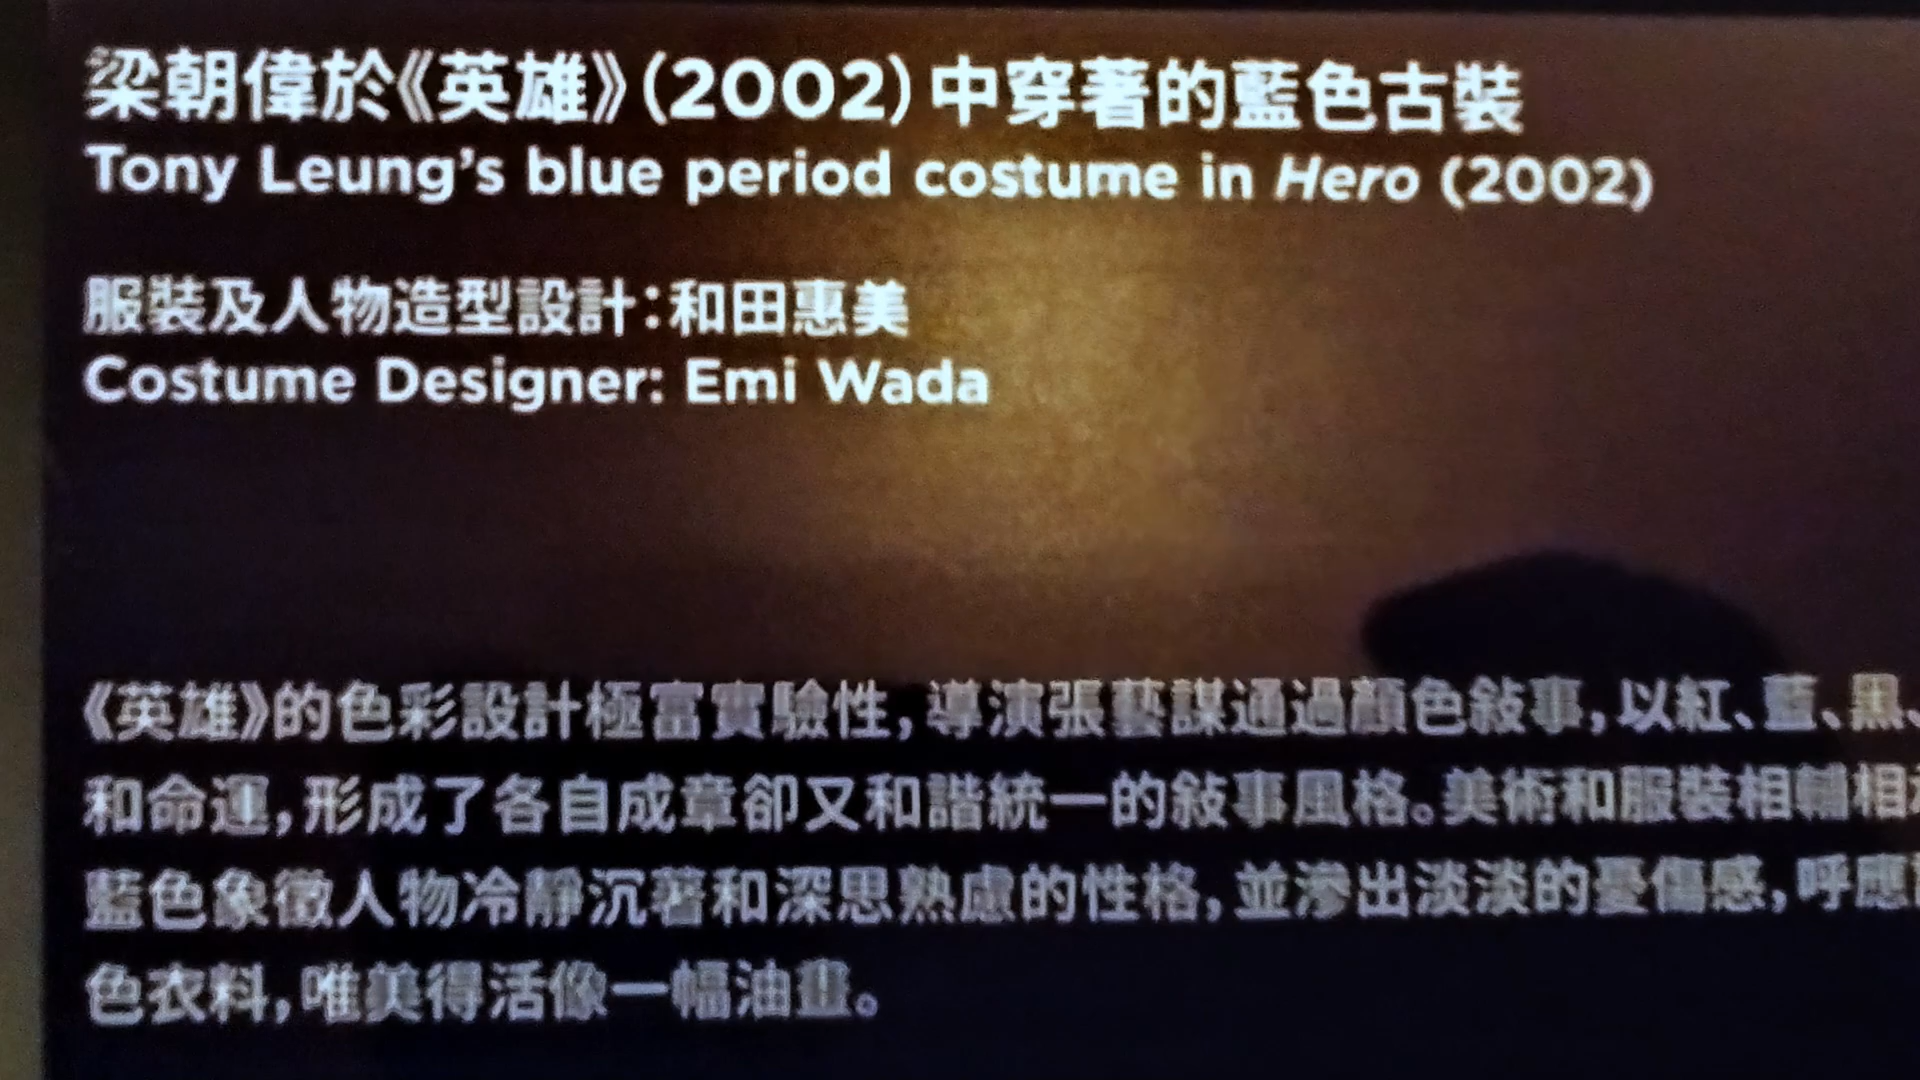 梁朝偉於《英雄》（2002）中穿著的藍色古裝
Tony Leung's blue period costume in Hero (2002)
服裝及人物造型設計：和田惠美
Costume Designer: Emi Wada
《英雄》的色彩設計極富實驗性，導演張藝謀通過顏色敍事，以紅、藍、黑、
和命運，形成了各自成章卻又和諧統一的敍事風格。美術和服裝相輔相
藍色象徵人物冷靜沉著和深思熟慮的性格，並滲出淡淡的憂傷感，呼應
色衣料，唯美得活像一幅油畫。